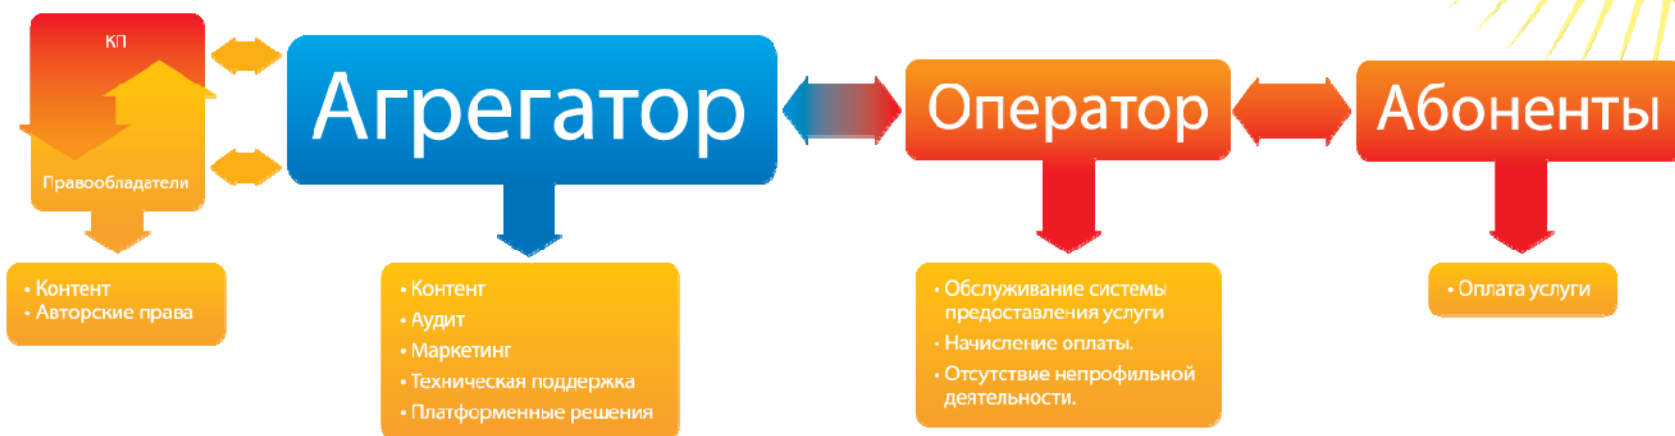 КП
Правообладатели
• Контент
• Авторские права
Агрегатор
• Контент
• Аудит
• Маркетинг
• Техническая поддержка
• Платформенные решения
Оператор
• Обслуживание системы
предоставления услуги
• Начисление оплаты.
• Отсутствие непрофильной
деятельности.
Абоненты
• Оплата услуги